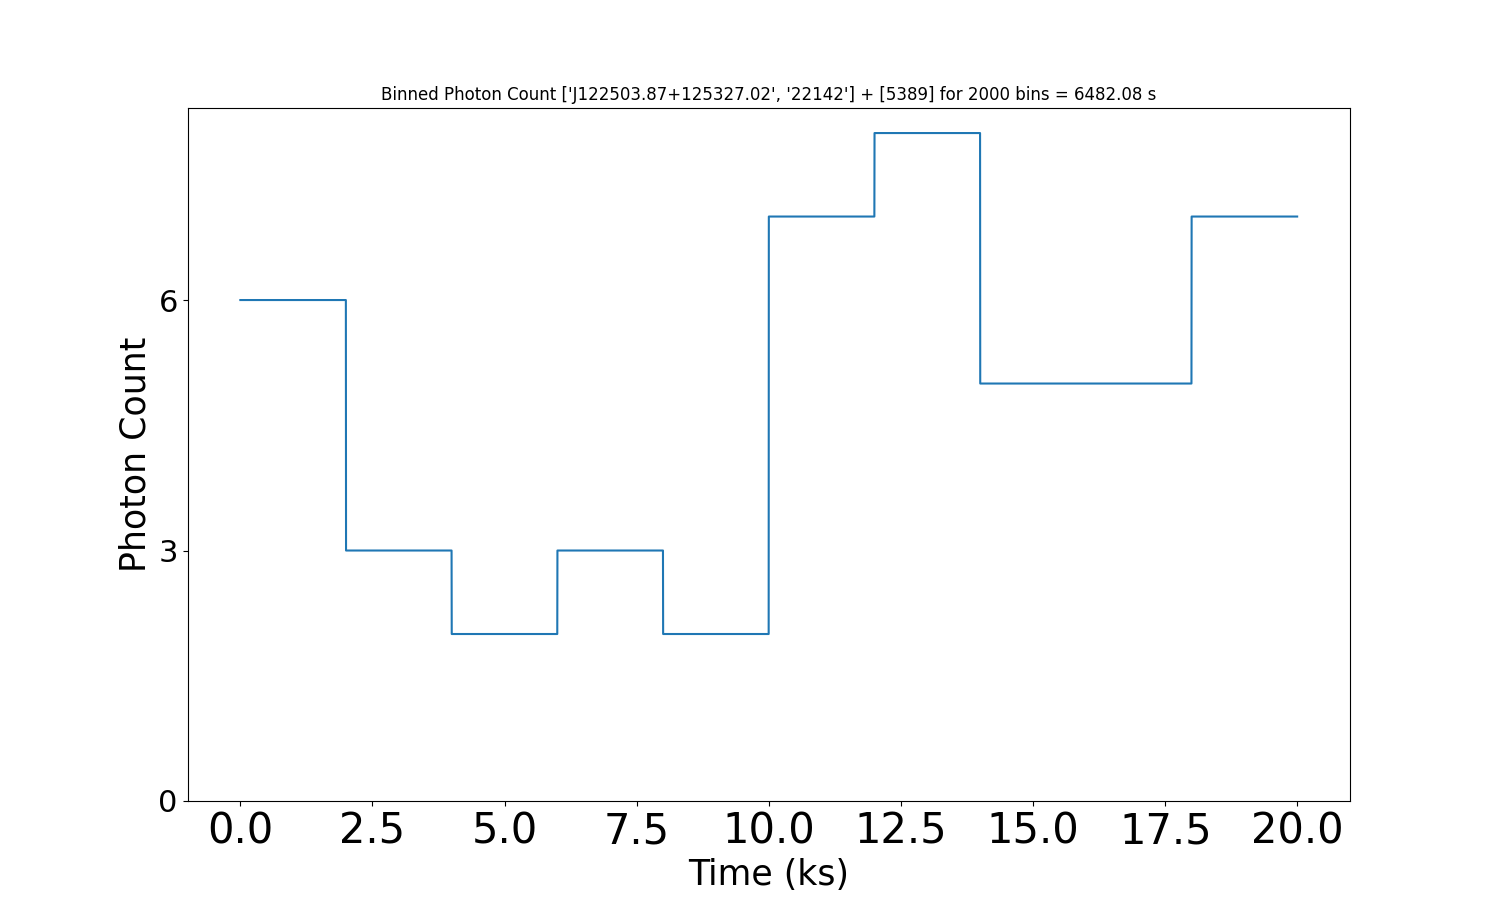 Binned Photon Count ['J122503.87+125327.02', '22142'] + [5389] for 2000 bins = 6482.08 s
Photon Count
6
3
0
0.0 2.5 5.0 7.5 10.0 12.5 15.0 17.5 20.0
Time (ks)